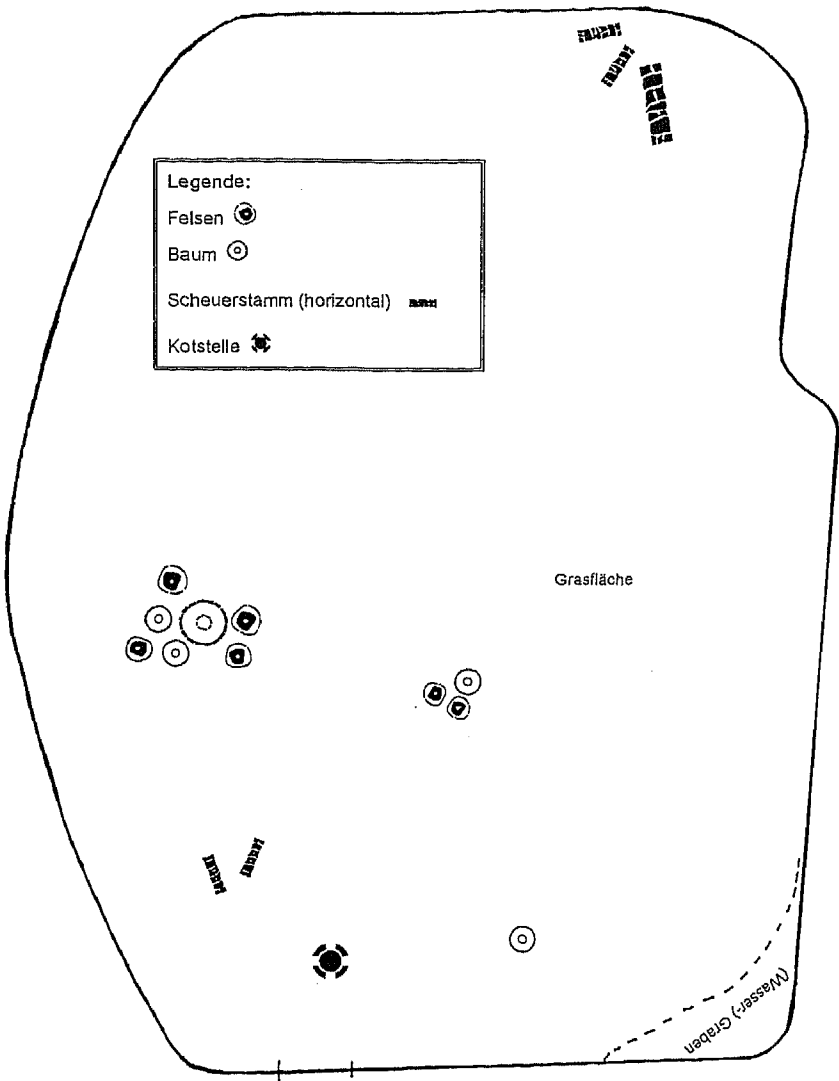 Legende:
Felsen
Baum
Scheuerstamm (horizontal)
Kotstelle
Grasfläche
(Wasser-) Graben